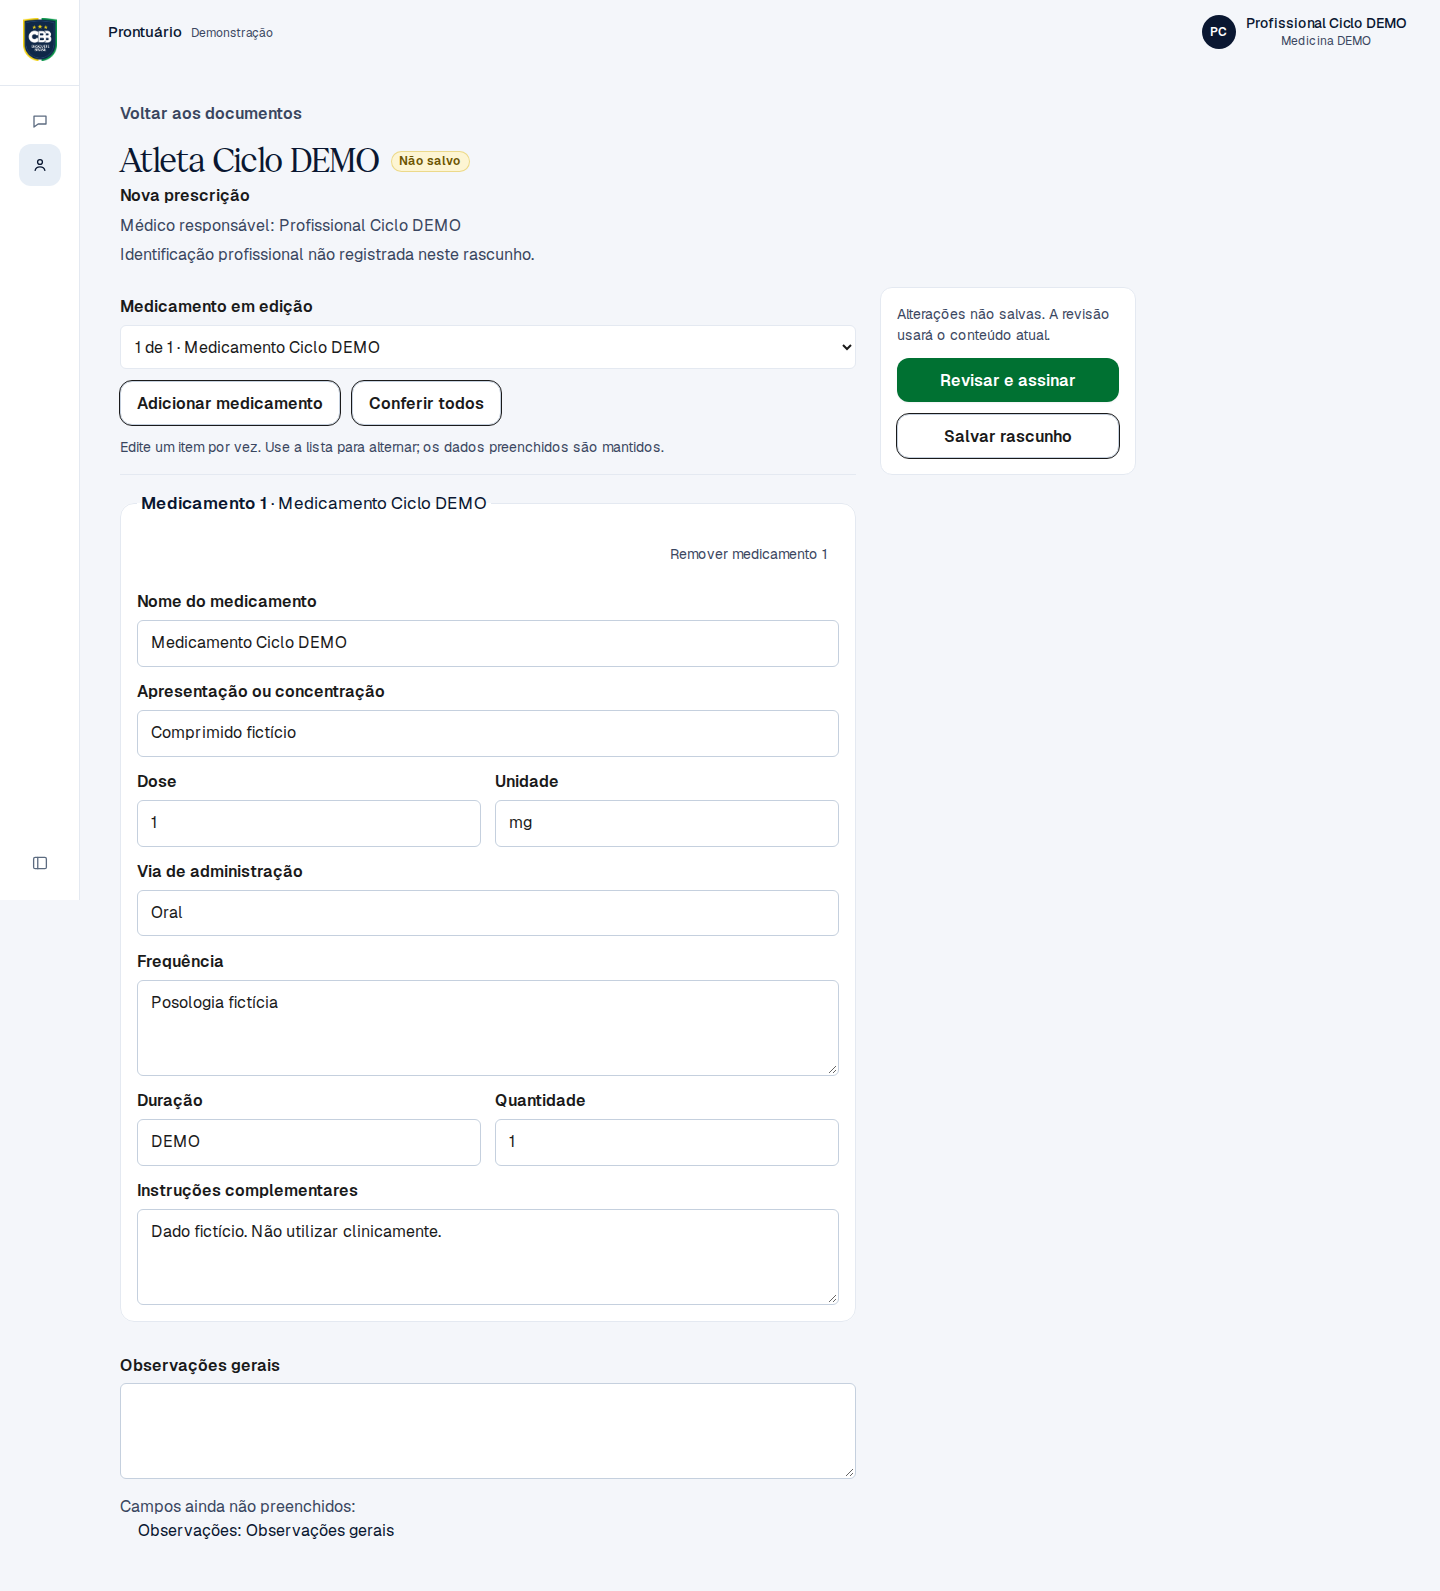 CBB
Prontuário Demonstração
PC
Profissional Ciclo DEMO
Medicina DEMO
Voltar aos documentos
Atleta Ciclo DEMO Não salvo
Nova prescrição
Médico responsável: Profissional Ciclo DEMO
Identificação profissional não registrada neste rascunho.
Medicamento em edição
1 de 1 · Medicamento Ciclo DEMO
Adicionar medicamento Conferir todos
Edite um item por vez. Use a lista para alternar; os dados preenchidos são mantidos.
Alterações não salvas. A revisão
usará o conteúdo atual.
Revisar e assinar
Salvar rascunho
Medicamento 1 · Medicamento Ciclo DEMO
Remover medicamento 1
Nome do medicamento
Medicamento Ciclo DEMO
Apresentação ou concentração
Comprimido fictício
Dose Unidade
1 mg
Via de administração
Oral
Frequência
Posologia fictícia
Duração Quantidade
DEMO 1
Instruções complementares
Dado fictício. Não utilizar clinicamente.
Observações gerais
Campos ainda não preenchidos:
Observações: Observações gerais